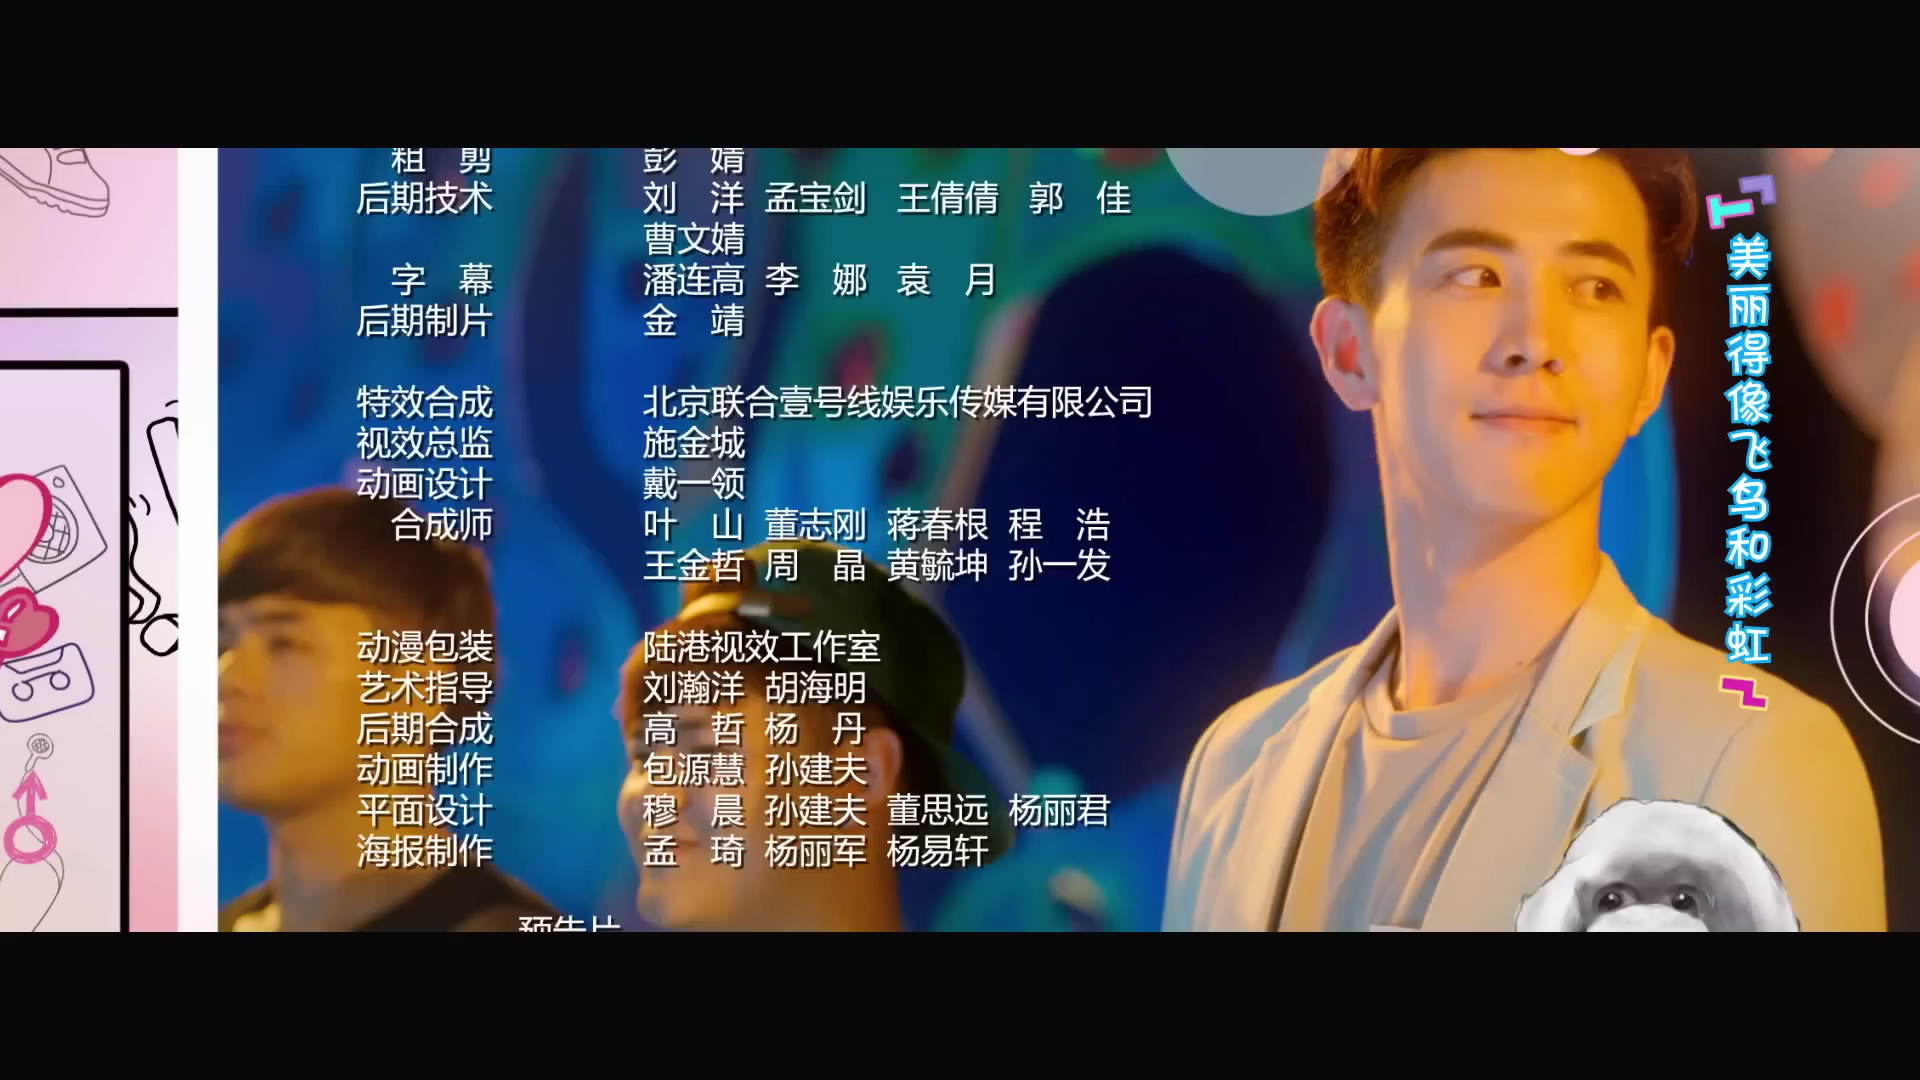 粗 剪 彭 婧
后期技术 刘 洋 孟宝剑 王倩倩 郭 佳
曹文婧
字 幕 潘连高 李 娜 袁 月
后期制片 金 靖
特效合成 北京联合壹号线娱乐传媒有限公司
视效总监 施金城
动画设计 戴一领
合成师 叶 山 董志刚 蒋春根 程 浩
王金哲 周 晶 黄毓坤 孙一发
动漫包装 陆港视效工作室
艺术指导 刘瀚洋 胡海明
后期合成 高 哲 杨 丹
动画制作 包源慧 孙建夫
平面设计 穆 晨 孙建夫 董思远 杨丽君
海报制作 孟 琦 杨丽军 杨易轩
预告片
美丽得像飞鸟和彩虹